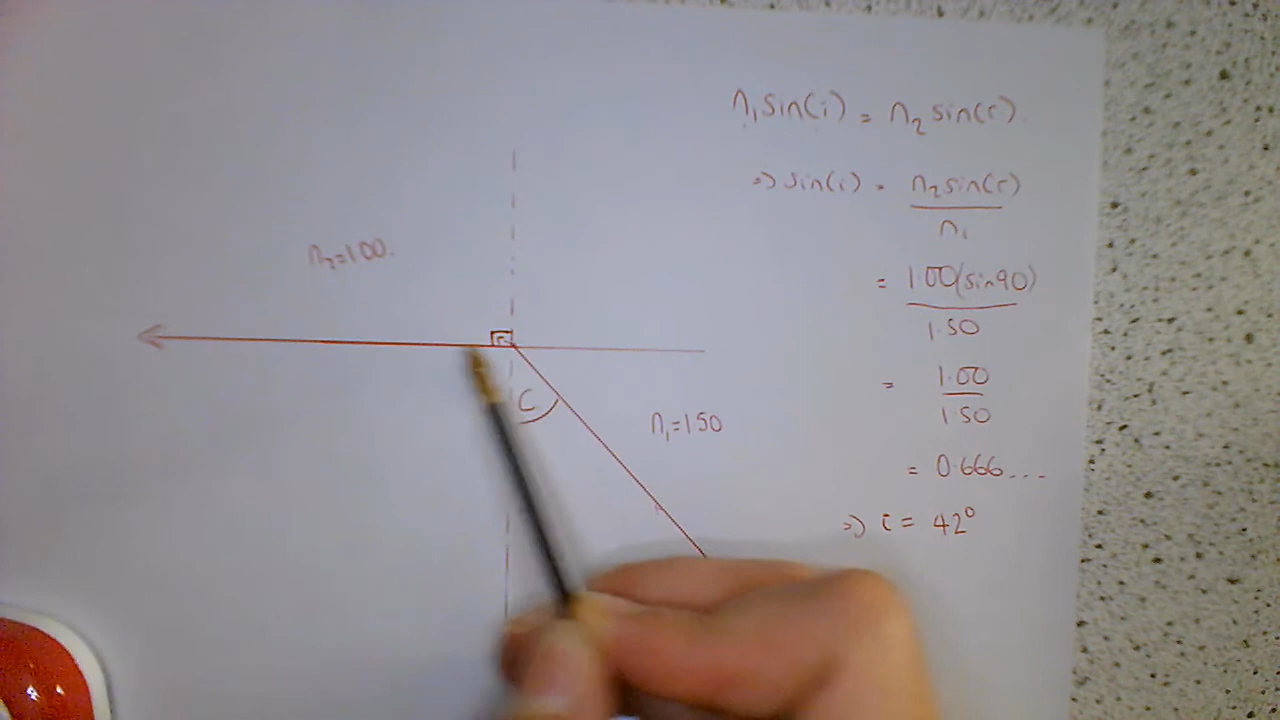 n₁sin(i) = n₂sin(r)
⇒ sin(i) = n₂sin(r)
n₁
n₂=1.00.
= 1.00(sin90)
1.50
r
= 1.00
1.50
C
n₁=1.50
= 0.666...
⇒ i = 42°